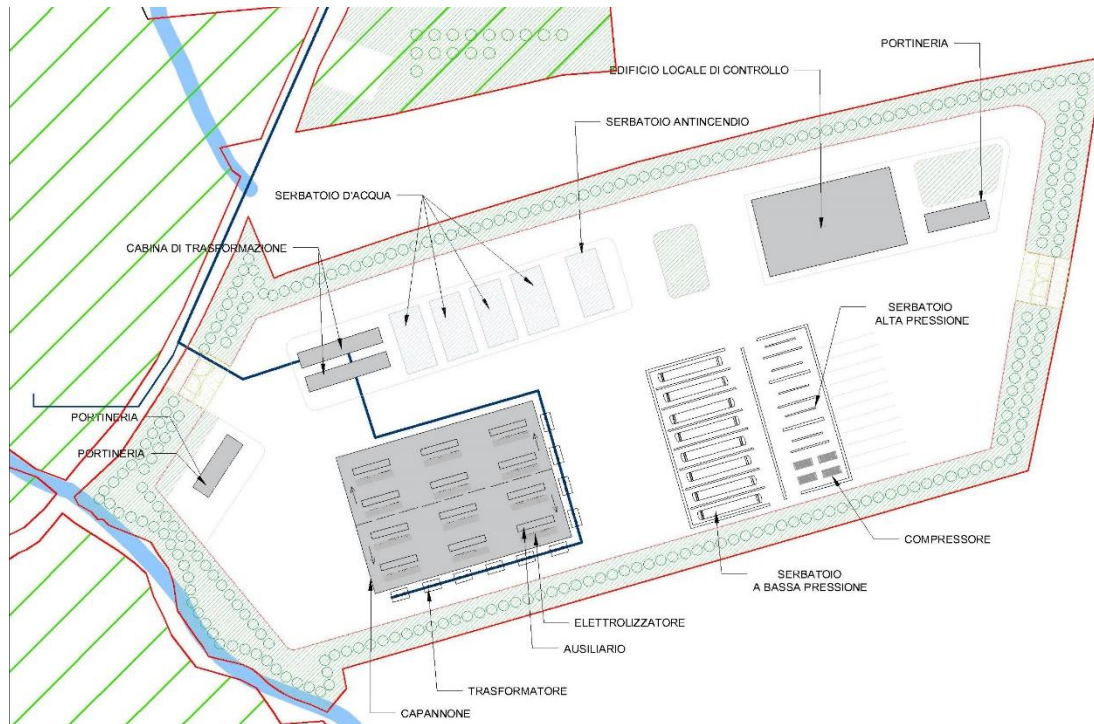 PORTINERIA
EDIFICIO LOCALE DI CONTROLLO
SERBATOIO ANTINCENDIO
SERBATOIO D'ACQUA
CABINA DI TRASFORMAZIONE
SERBATOIO
ALTA PRESSIONE
PORTINERIA
PORTINERIA
COMPRESSORE
SERBATOIO
A BASSA PRESSIONE
ELETTROLIZZATORE
AUSILIARIO
TRASFORMATORE
CAPANNONE